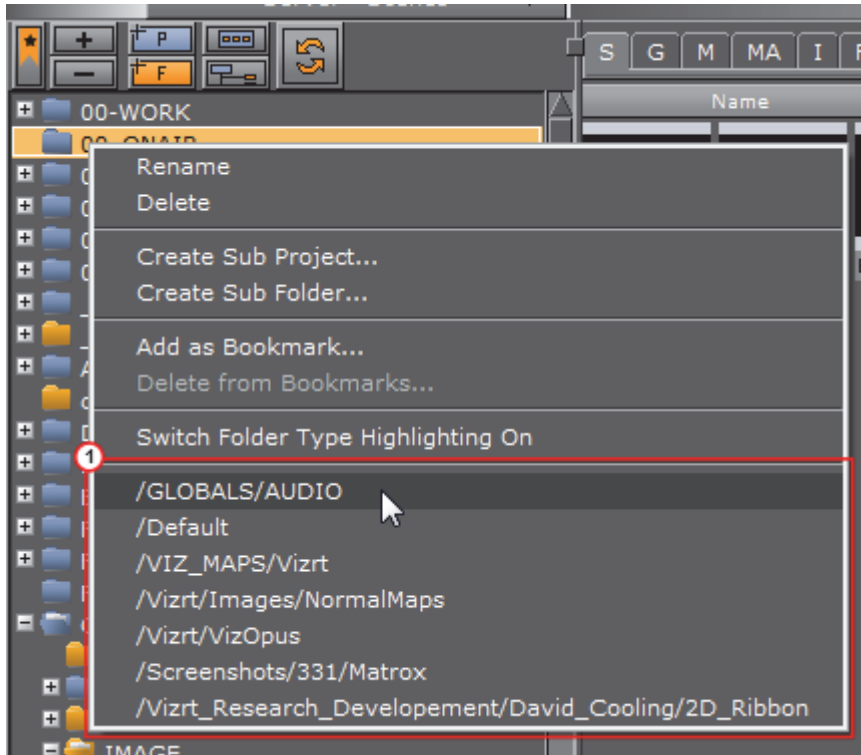 P
F
S G M MA I
Name
00-WORK
Rename
Delete
Create Sub Project...
Create Sub Folder...
Add as Bookmark...
Delete from Bookmarks...
Switch Folder Type Highlighting On
1
/GLOBALS/AUDIO
/Default
/VIZ_MAPS/Vizrt
/Vizrt/Images/NormalMaps
/Vizrt/VizOpus
/Screenshots/331/Matrox
/Vizrt_Research_Developement/David_Cooling/2D_Ribbon
IMAGE